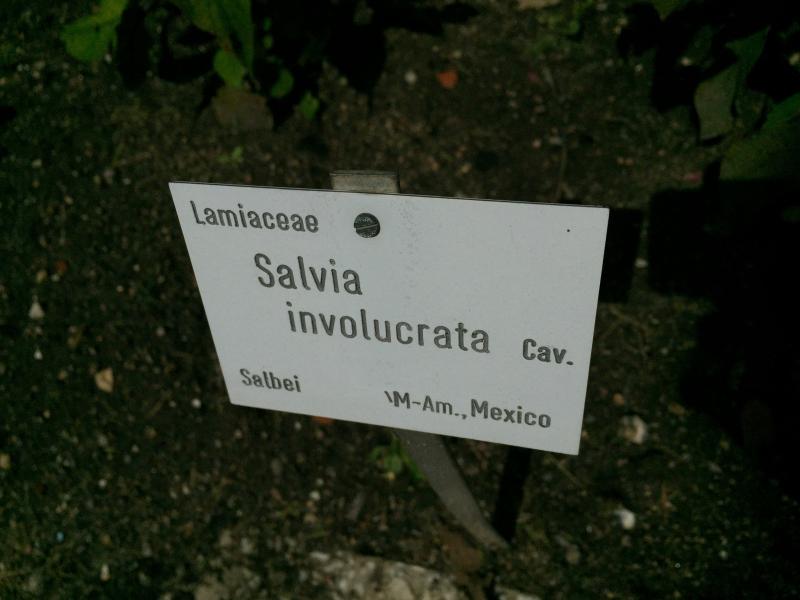 Lamiaceae
Salvia
involucrata Cav.
Salbei \M-Am., Mexico